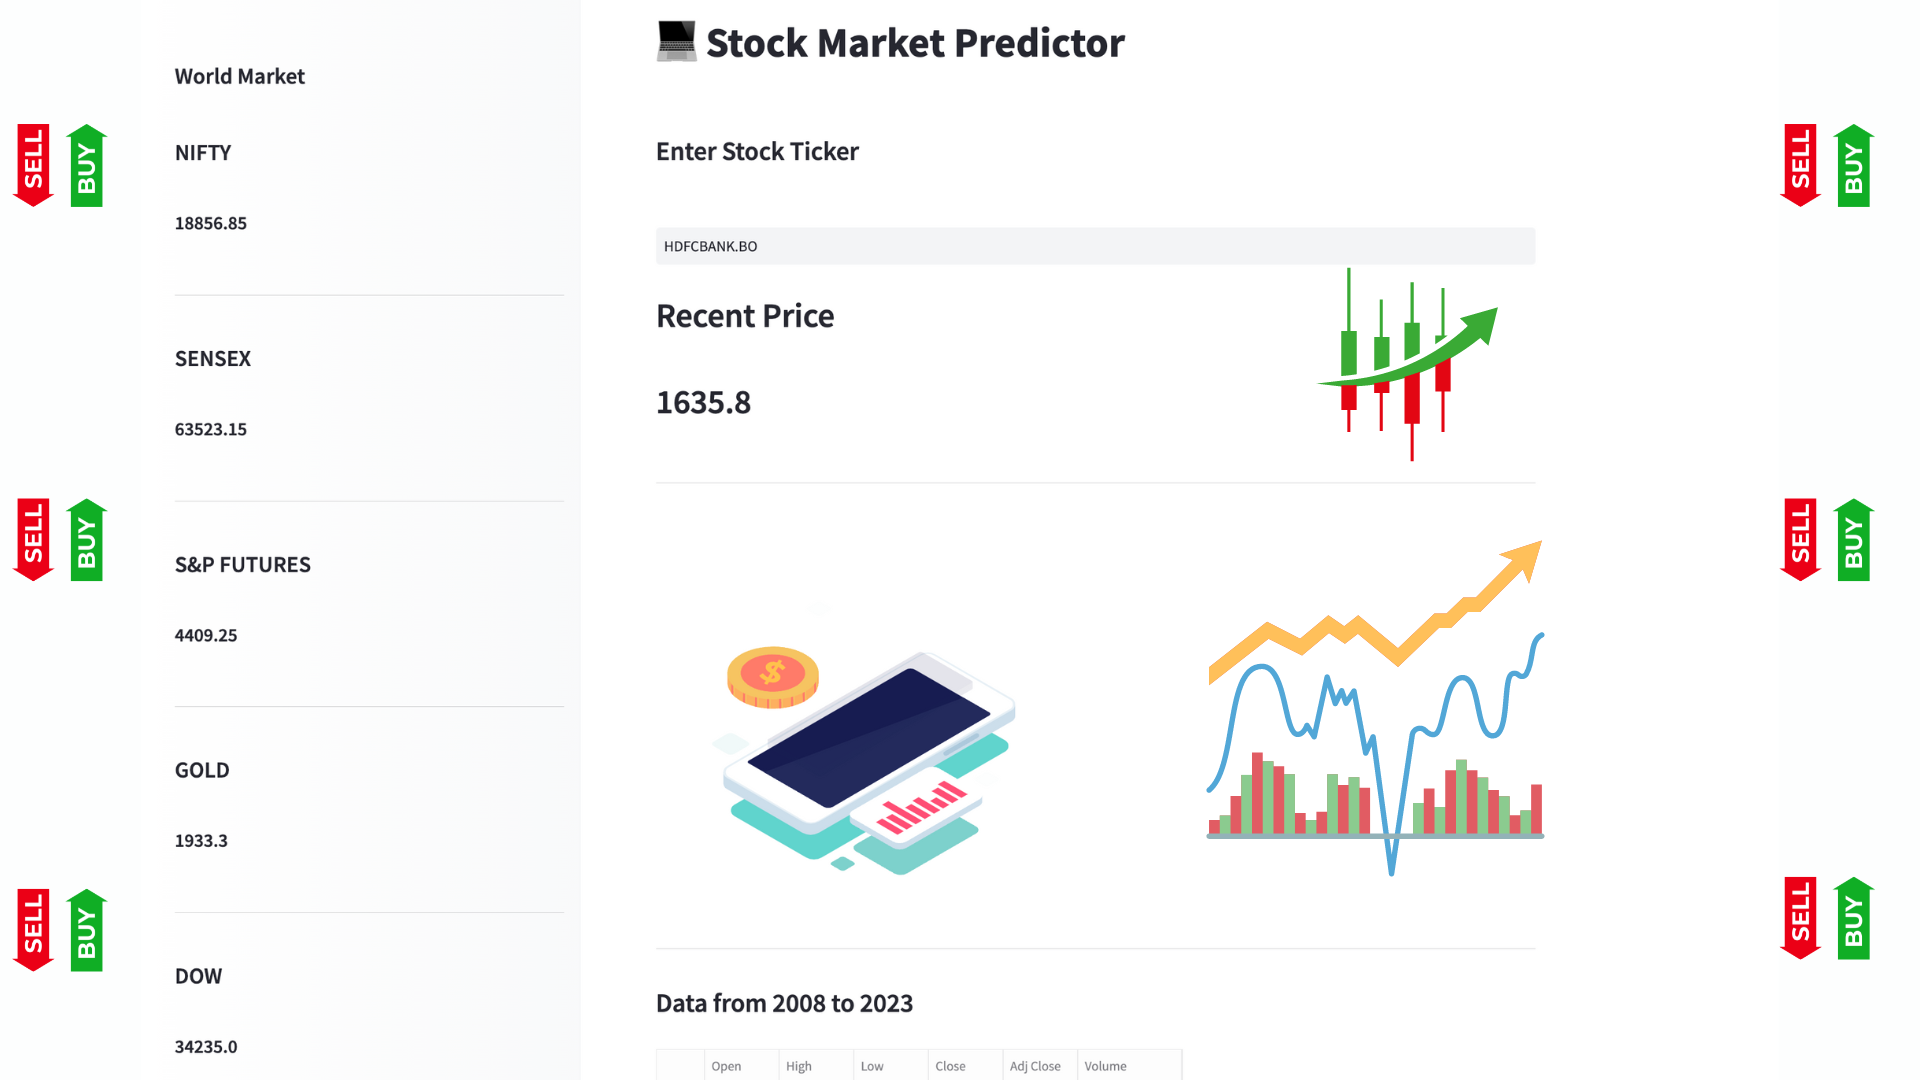 World Market
NIFTY
18856.85
SENSEX
63523.15
S&P FUTURES
4409.25
GOLD
1933.3
DOW
34235.0
Stock Market Predictor
Enter Stock Ticker
HDFCBANK.BO
Recent Price
1635.8
$
Data from 2008 to 2023
Open High Low Close Adj Close Volume
SELL BUY
SELL BUY
SELL BUY
SELL BUY
SELL BUY
SELL BUY